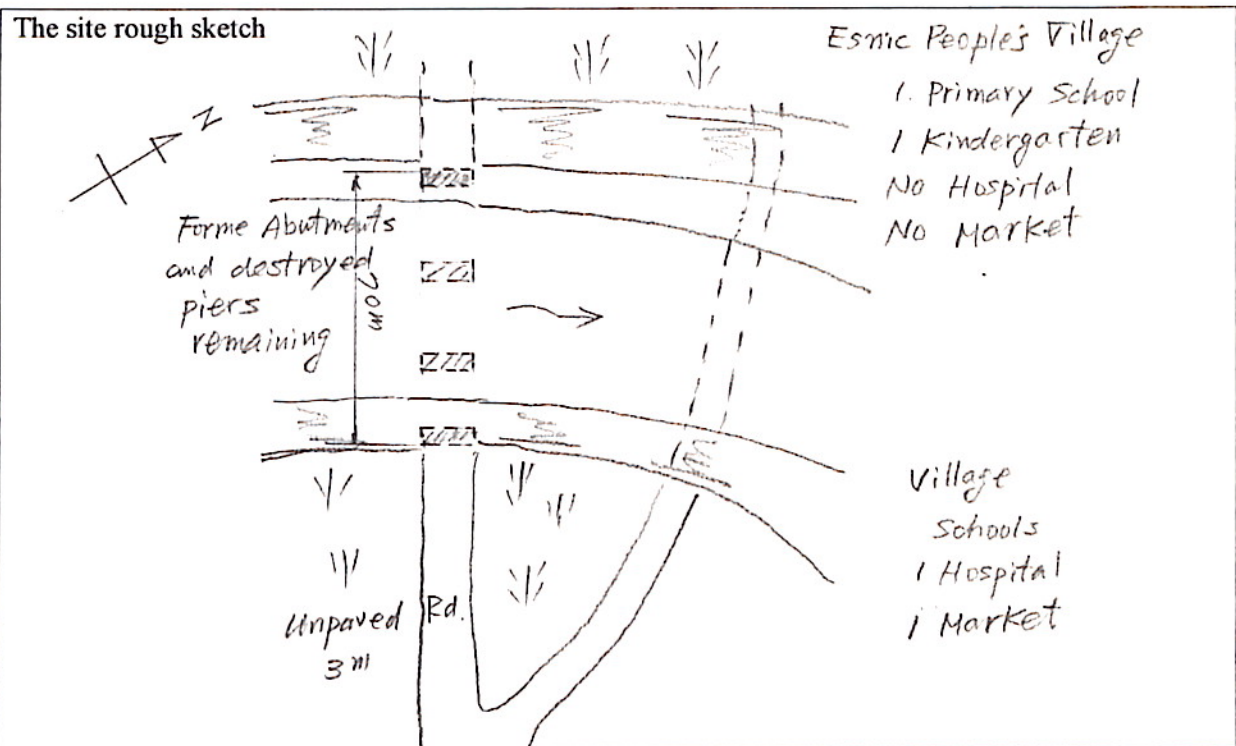 The site rough sketch
Esnic People's Village
1. Primary School
1 Kindergarten
No Hospital
No Market
N
Forme Abutments
and destroyed
piers
remaining
50m
Village
Schools
1 Hospital
1 Market
Unpaved Rd.
3m